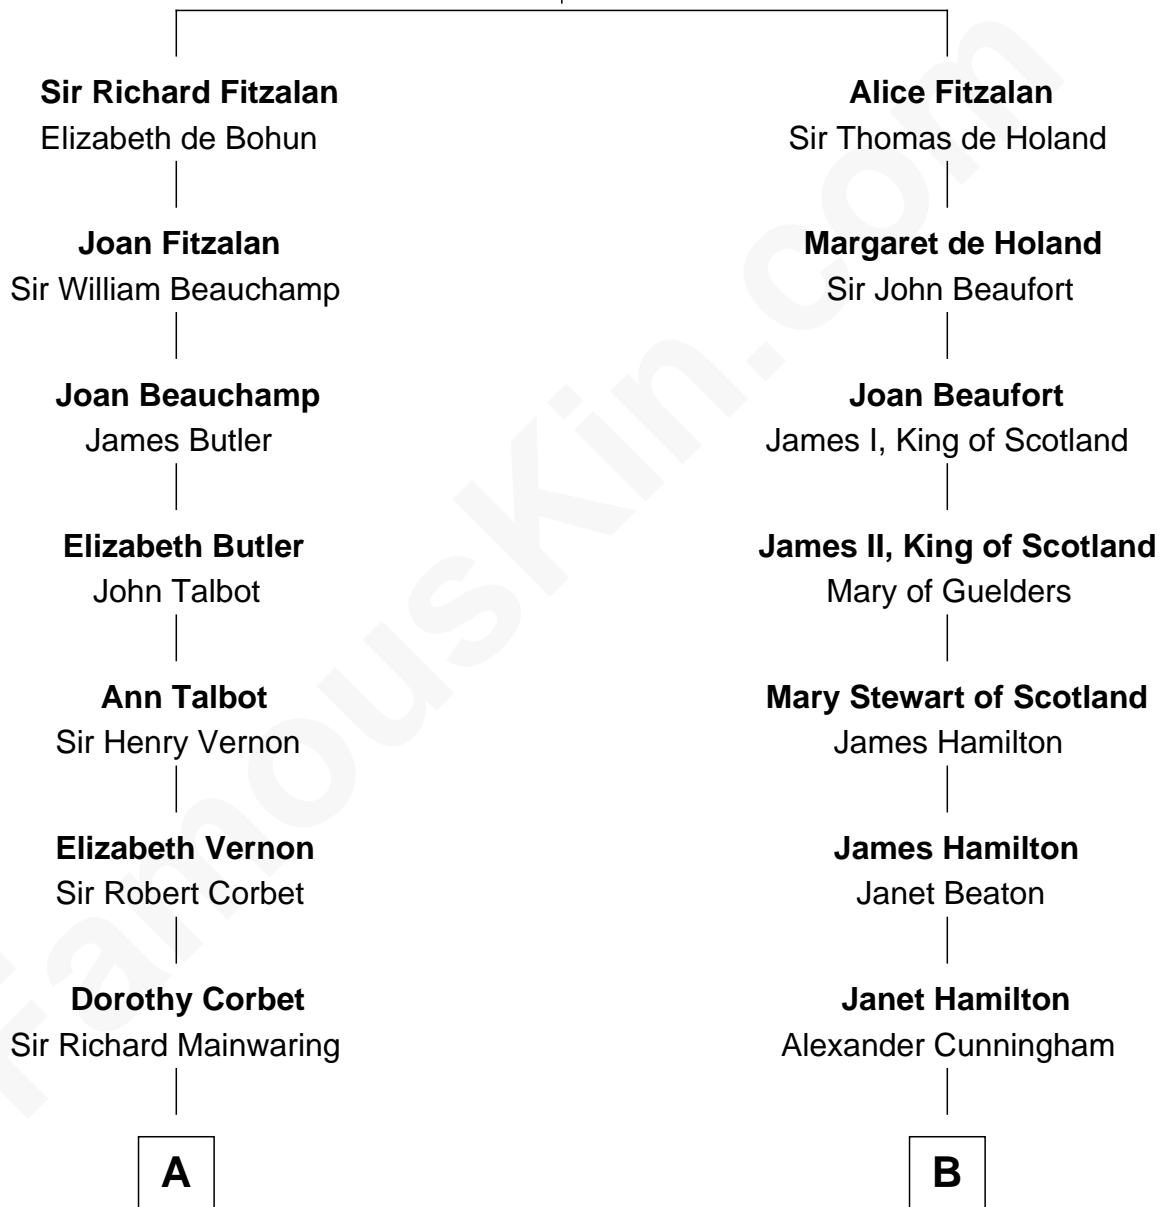 Sir Richard Fitzalan
Elizabeth de Bohun
Joan Fitzalan
Sir William Beauchamp
Joan Beauchamp
James Butler
Elizabeth Butler
John Talbot
Ann Talbot
Sir Henry Vernon
Elizabeth Vernon
Sir Robert Corbet
Dorothy Corbet
Sir Richard Mainwaring
A
Alice Fitzalan
Sir Thomas de Holand
Margaret de Holand
Sir John Beaufort
Joan Beaufort
James I, King of Scotland
James II, King of Scotland
Mary of Guelders
Mary Stewart of Scotland
James Hamilton
James Hamilton
Janet Beaton
Janet Hamilton
Alexander Cunningham
B
FamousKin.com